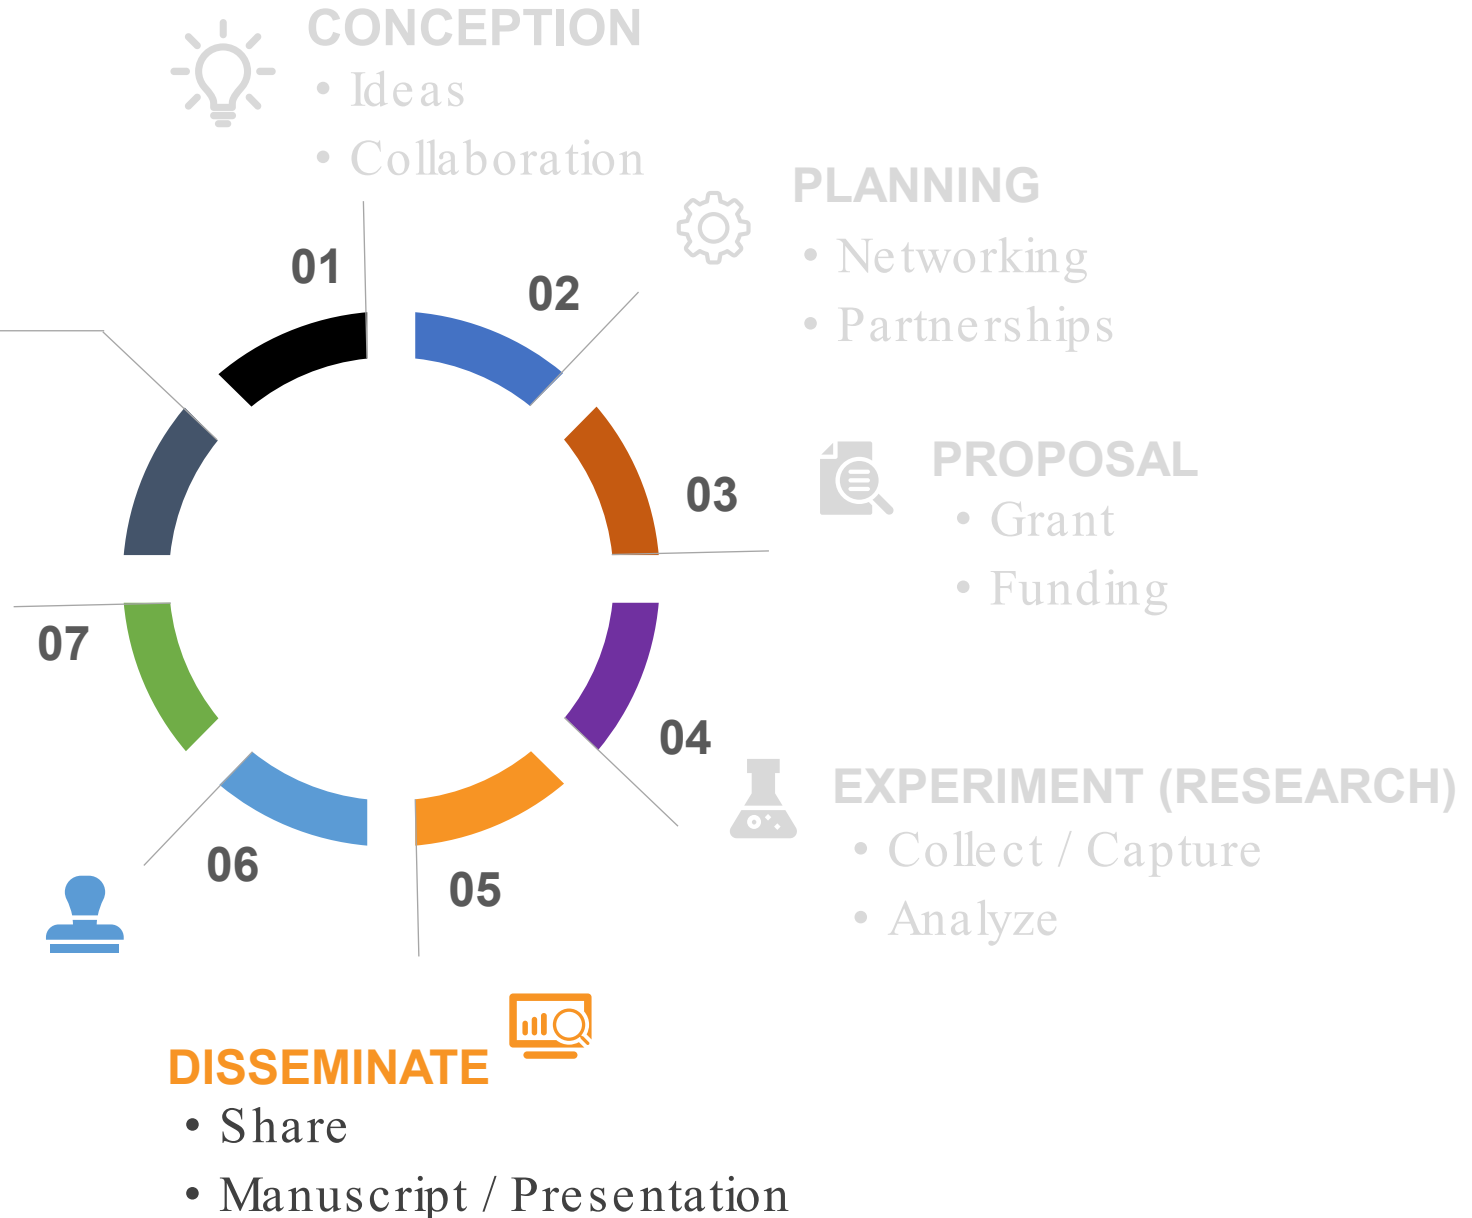 CONCEPTION
• Ideas
• Collaboration
01
02
PLANNING
• Networking
• Partnerships
03
PROPOSAL
• Grant
• Funding
04
EXPERIMENT (RESEARCH)
• Collect / Capture
• Analyze
05
DISSEMINATE
• Share
• Manuscript / Presentation
06
07